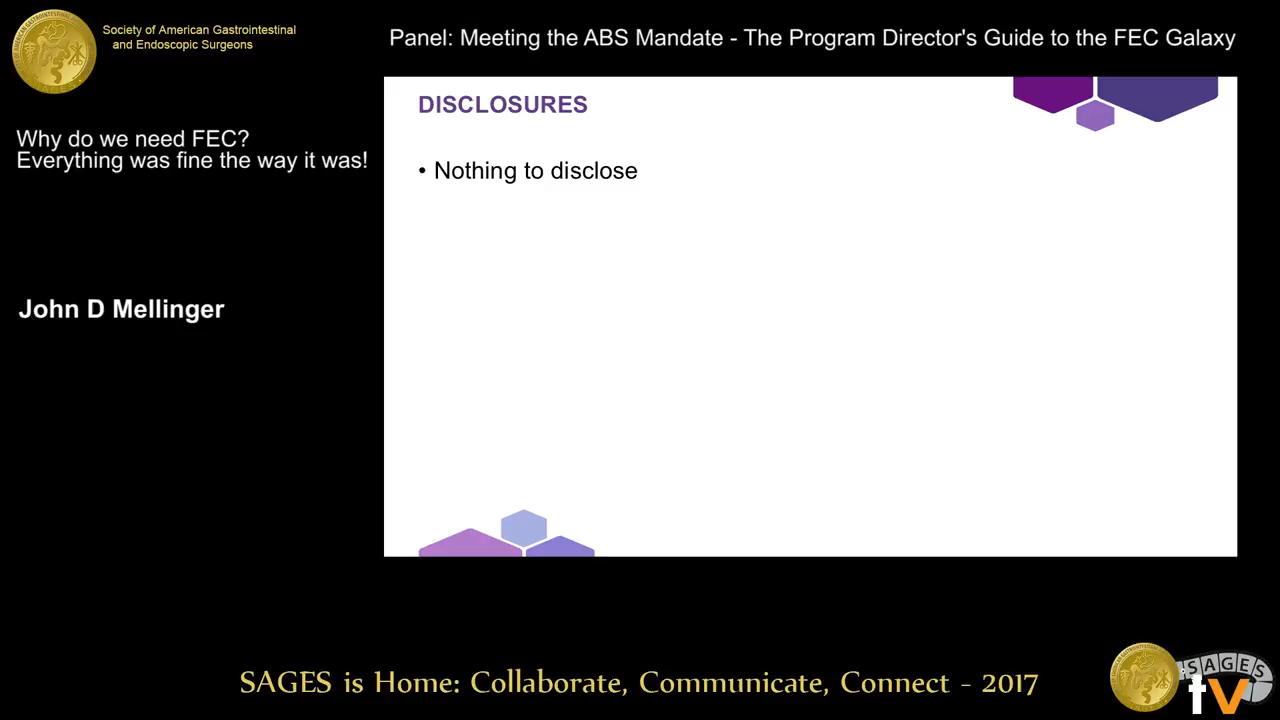 Society of American Gastrointestinal
and Endoscopic Surgeons
Panel: Meeting the ABS Mandate - The Program Director's Guide to the FEC Galaxy
Why do we need FEC?
Everything was fine the way it was!
John D Mellinger
DISCLOSURES
• Nothing to disclose
SAGES is Home: Collaborate, Communicate, Connect - 2017
SAGES
tv